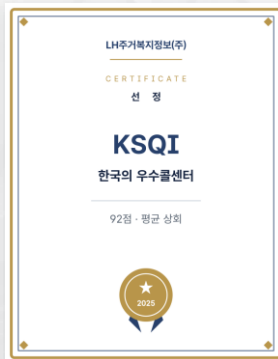 LH주거복지정보(주)
CERTIFICATE
선 정
KSQI
한국의 우수콜센터
92점 · 평균 상회
2025